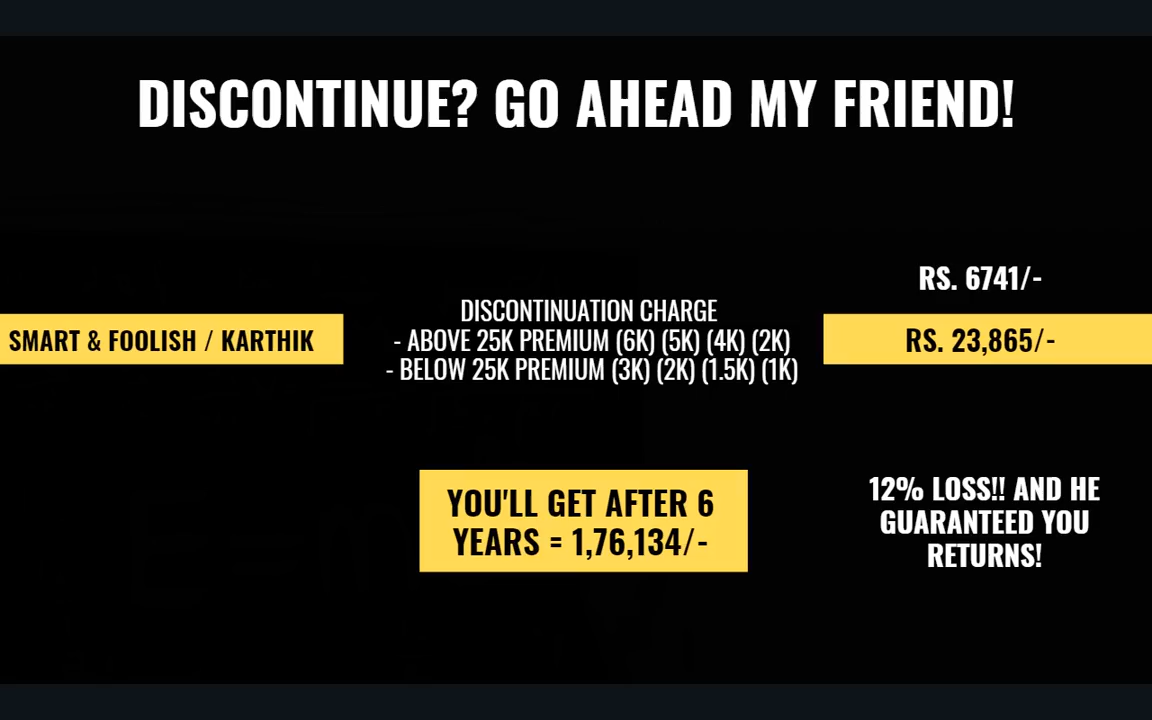 DISCONTINUE? GO AHEAD MY FRIEND!
SMART & FOOLISH / KARTHIK
DISCONTINUATION CHARGE
- ABOVE 25K PREMIUM (6K) (5K) (4K) (2K)
- BELOW 25K PREMIUM (3K) (2K) (1.5K) (1K)
RS. 6741/-
RS. 23,865/-
YOU'LL GET AFTER 6
YEARS = 1,76,134/-
12% LOSS!! AND HE
GUARANTEED YOU
RETURNS!